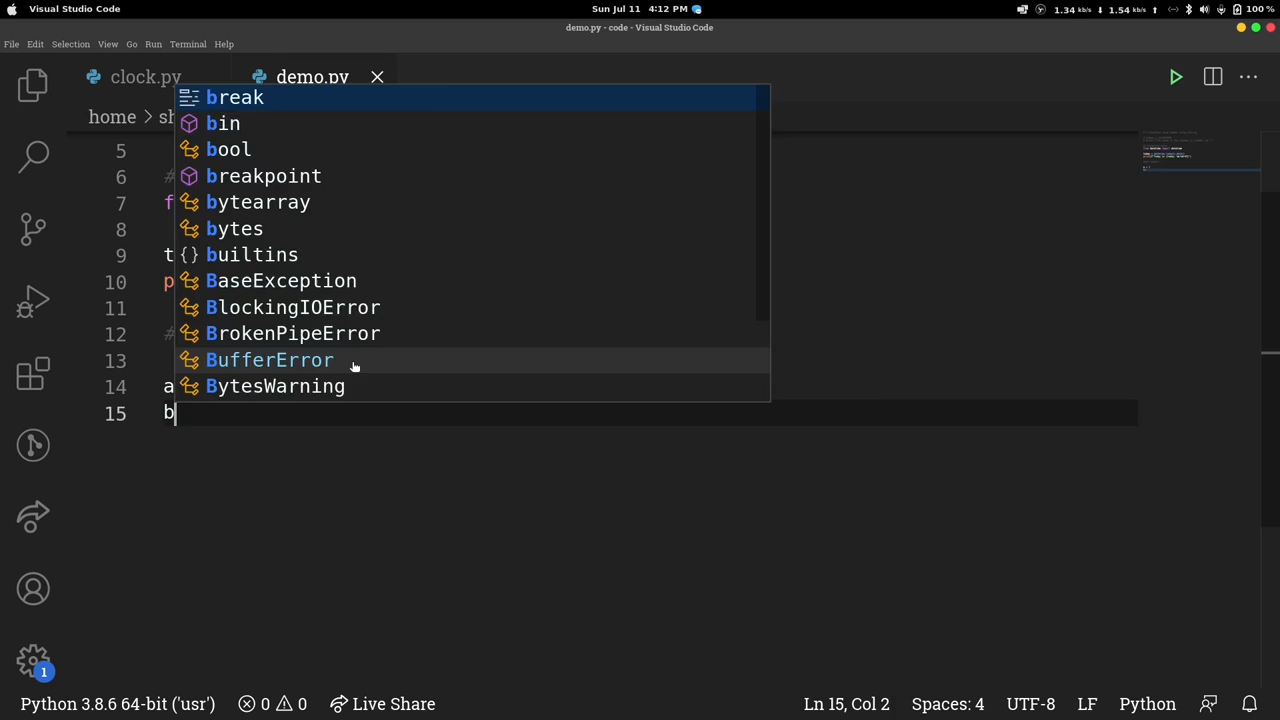 Visual Studio Code Sun Jul 11 4:12 PM 1.34 kb/s 1.54 kb/s 100 %
demo.py - code - Visual Studio Code
File Edit Selection View Go Run Terminal Help
clock.py demo.py
home > sh
break
bin
5 bool
6 # breakpoint
7 f bytearray
8 bytes
9 t {} builtins
10 p BaseException
11 BlockingIOError
12 # BrokenPipeError
13 BufferError
14 a BytesWarning
15 b
1
Python 3.8.6 64-bit ('usr') 0 0 Live Share Ln 15, Col 2 Spaces: 4 UTF-8 LF Python